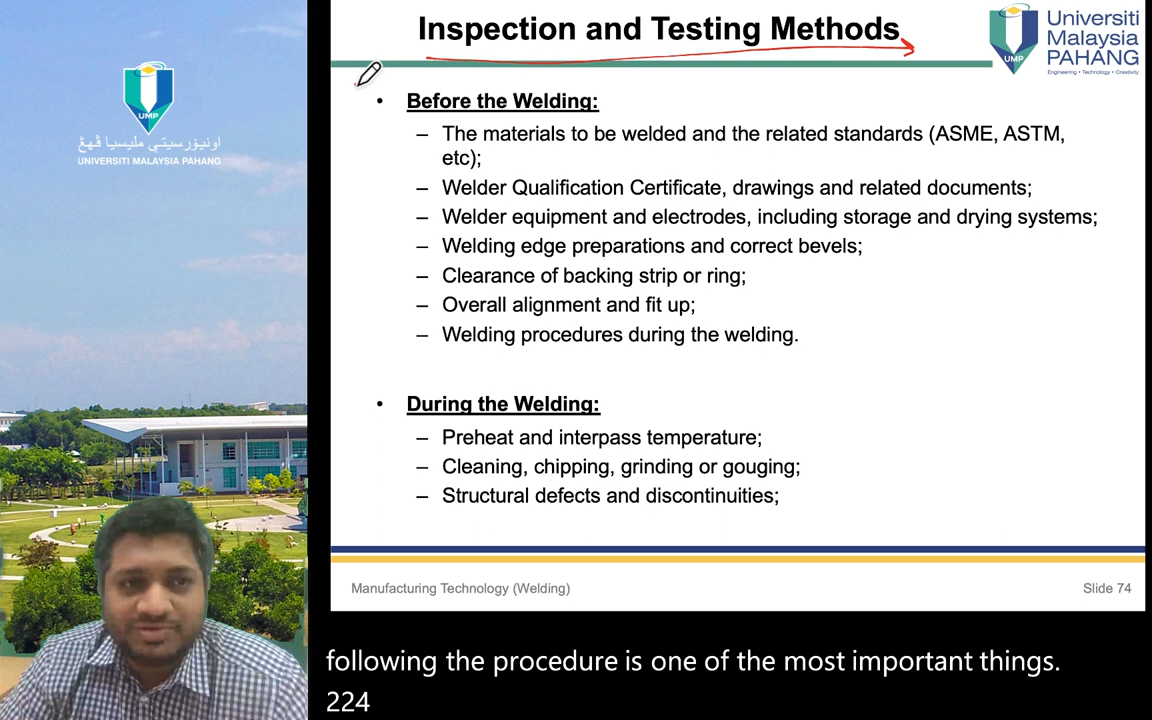 Inspection and Testing Methods
UMP
Universiti
Malaysia
PAHANG
Engineering • Technology • Creativity
UMP
اونيۏرسيتي مليسيا ڤهڠ
UNIVERSITI MALAYSIA PAHANG
• Before the Welding:
– The materials to be welded and the related standards (ASME, ASTM,
etc);
– Welder Qualification Certificate, drawings and related documents;
– Welder equipment and electrodes, including storage and drying systems;
– Welding edge preparations and correct bevels;
– Clearance of backing strip or ring;
– Overall alignment and fit up;
– Welding procedures during the welding.
• During the Welding:
– Preheat and interpass temperature;
– Cleaning, chipping, grinding or gouging;
– Structural defects and discontinuities;
Manufacturing Technology (Welding)
Slide 74
following the procedure is one of the most important things.
224